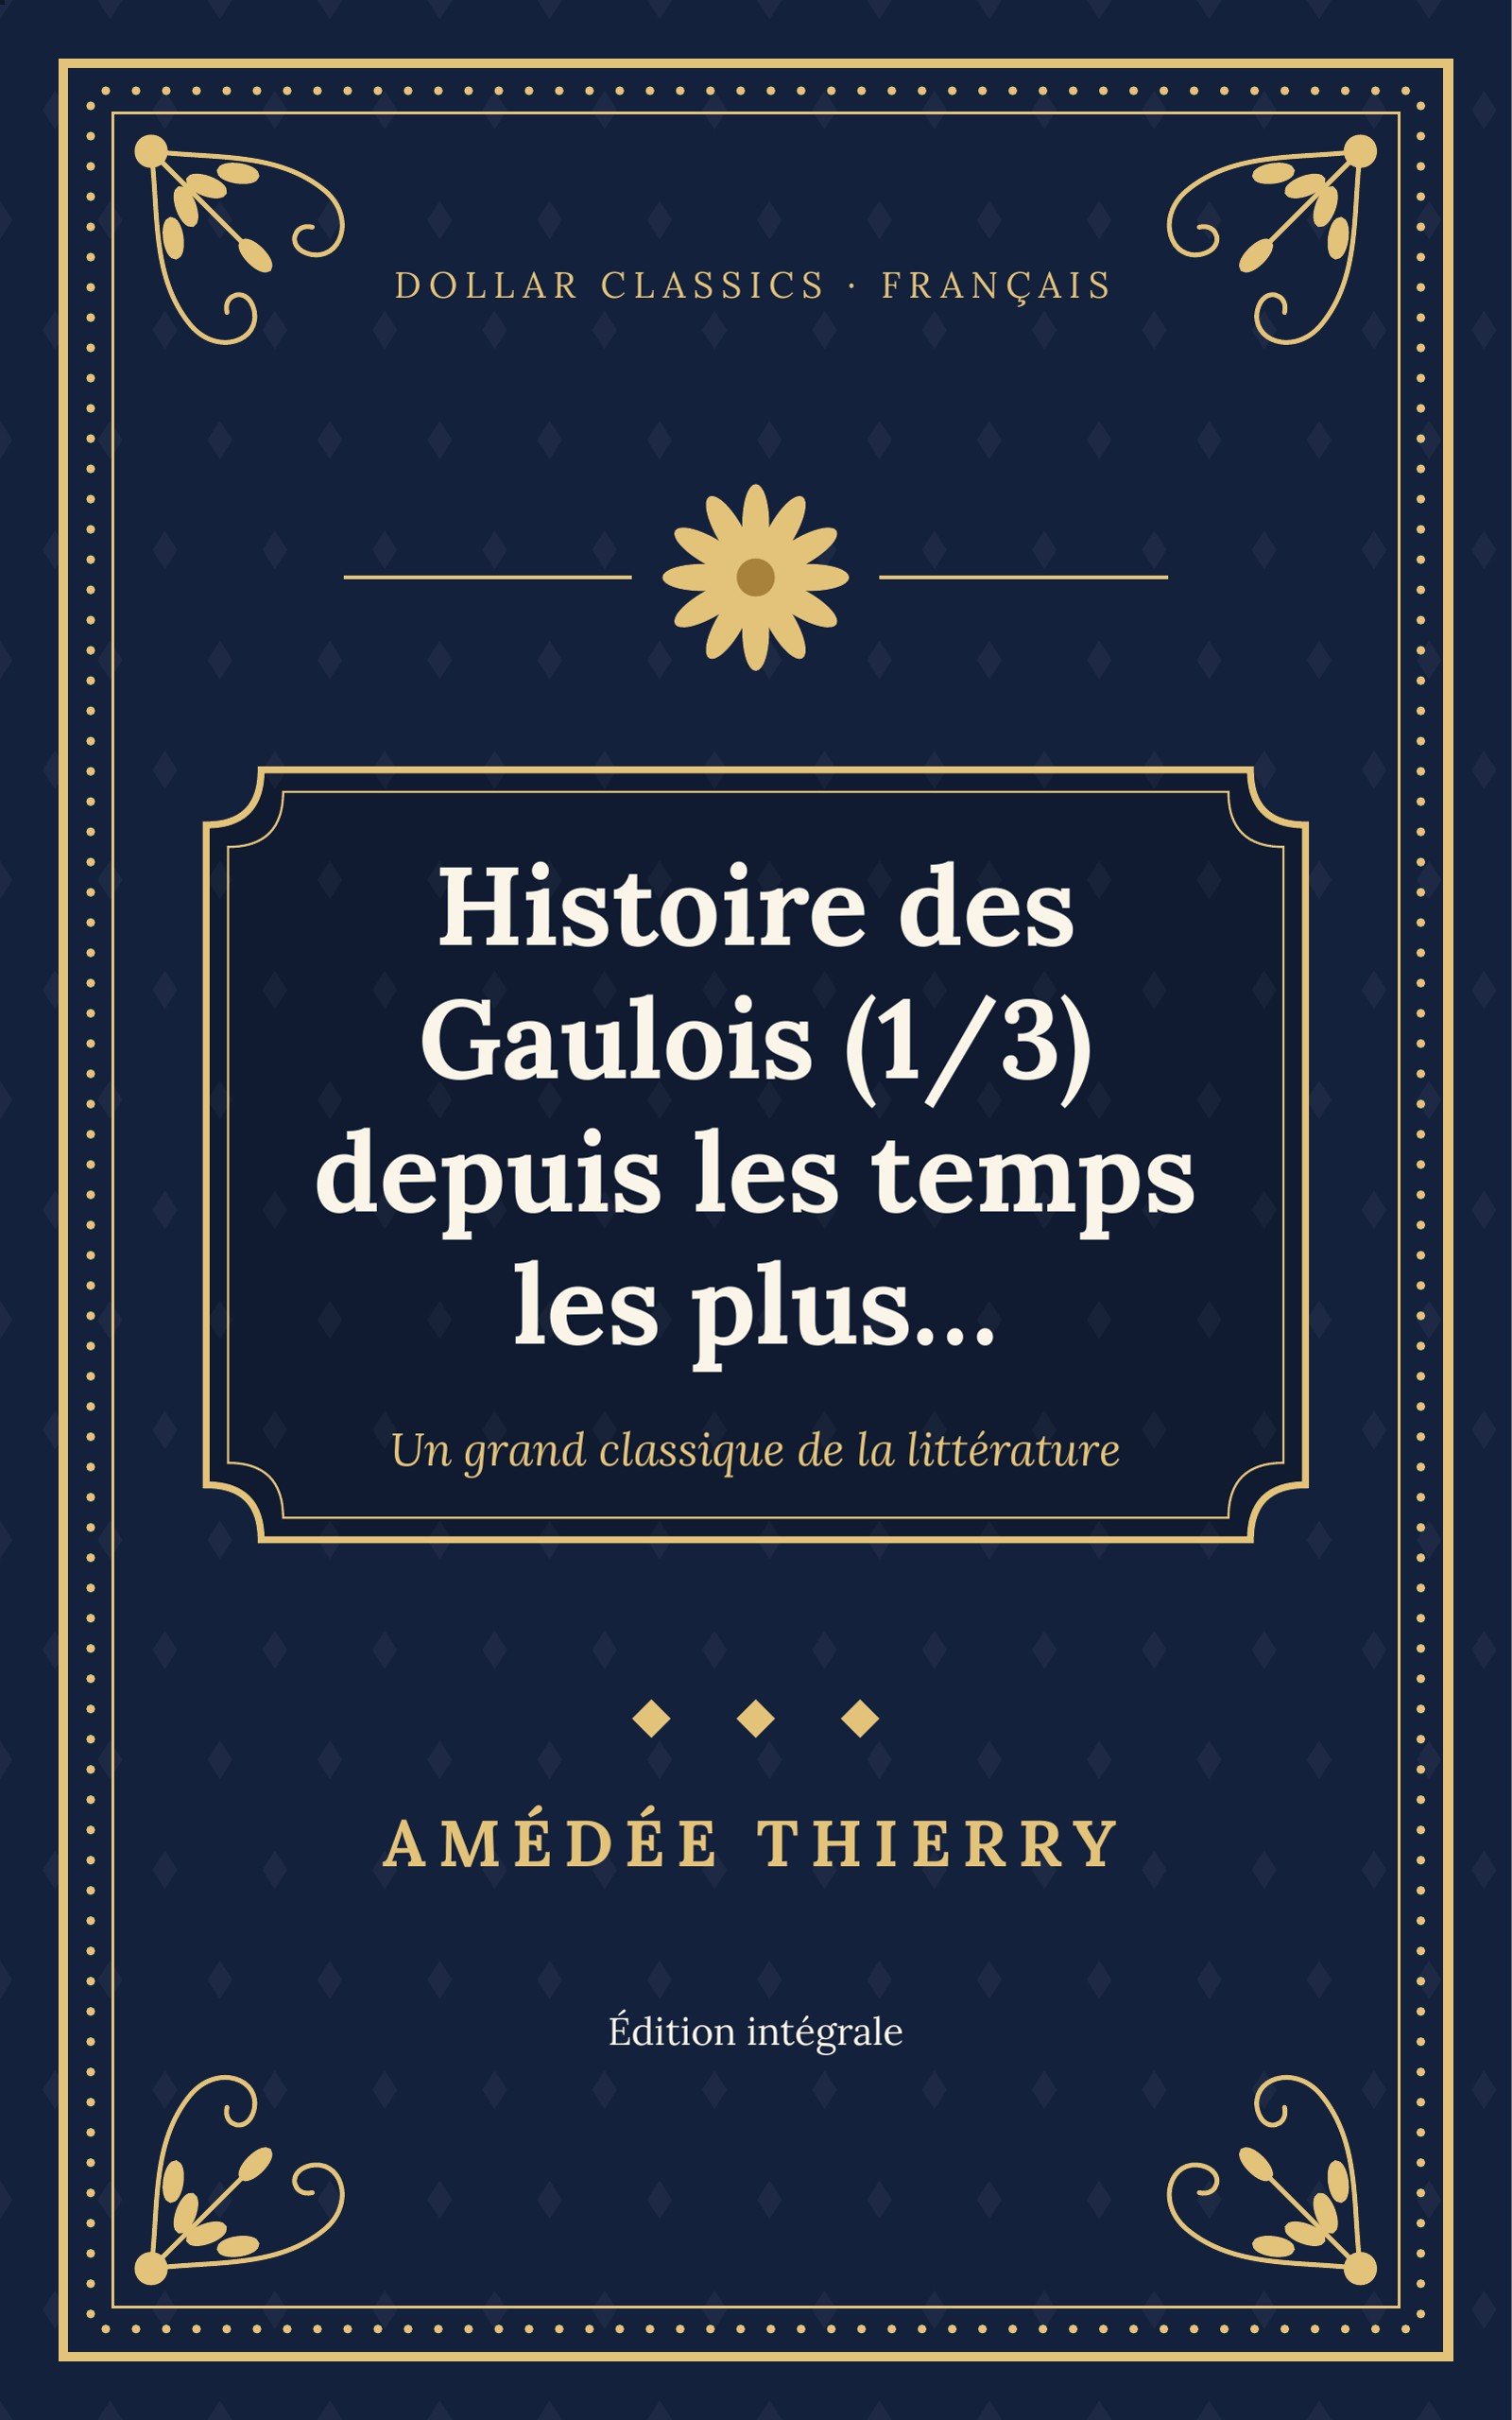 DOLLAR CLASSICS · FRANÇAIS
Histoire des
Gaulois (1/3)
depuis les temps
les plus...
Un grand classique de la littérature
AMÉDÉE THIERRY
Édition intégrale